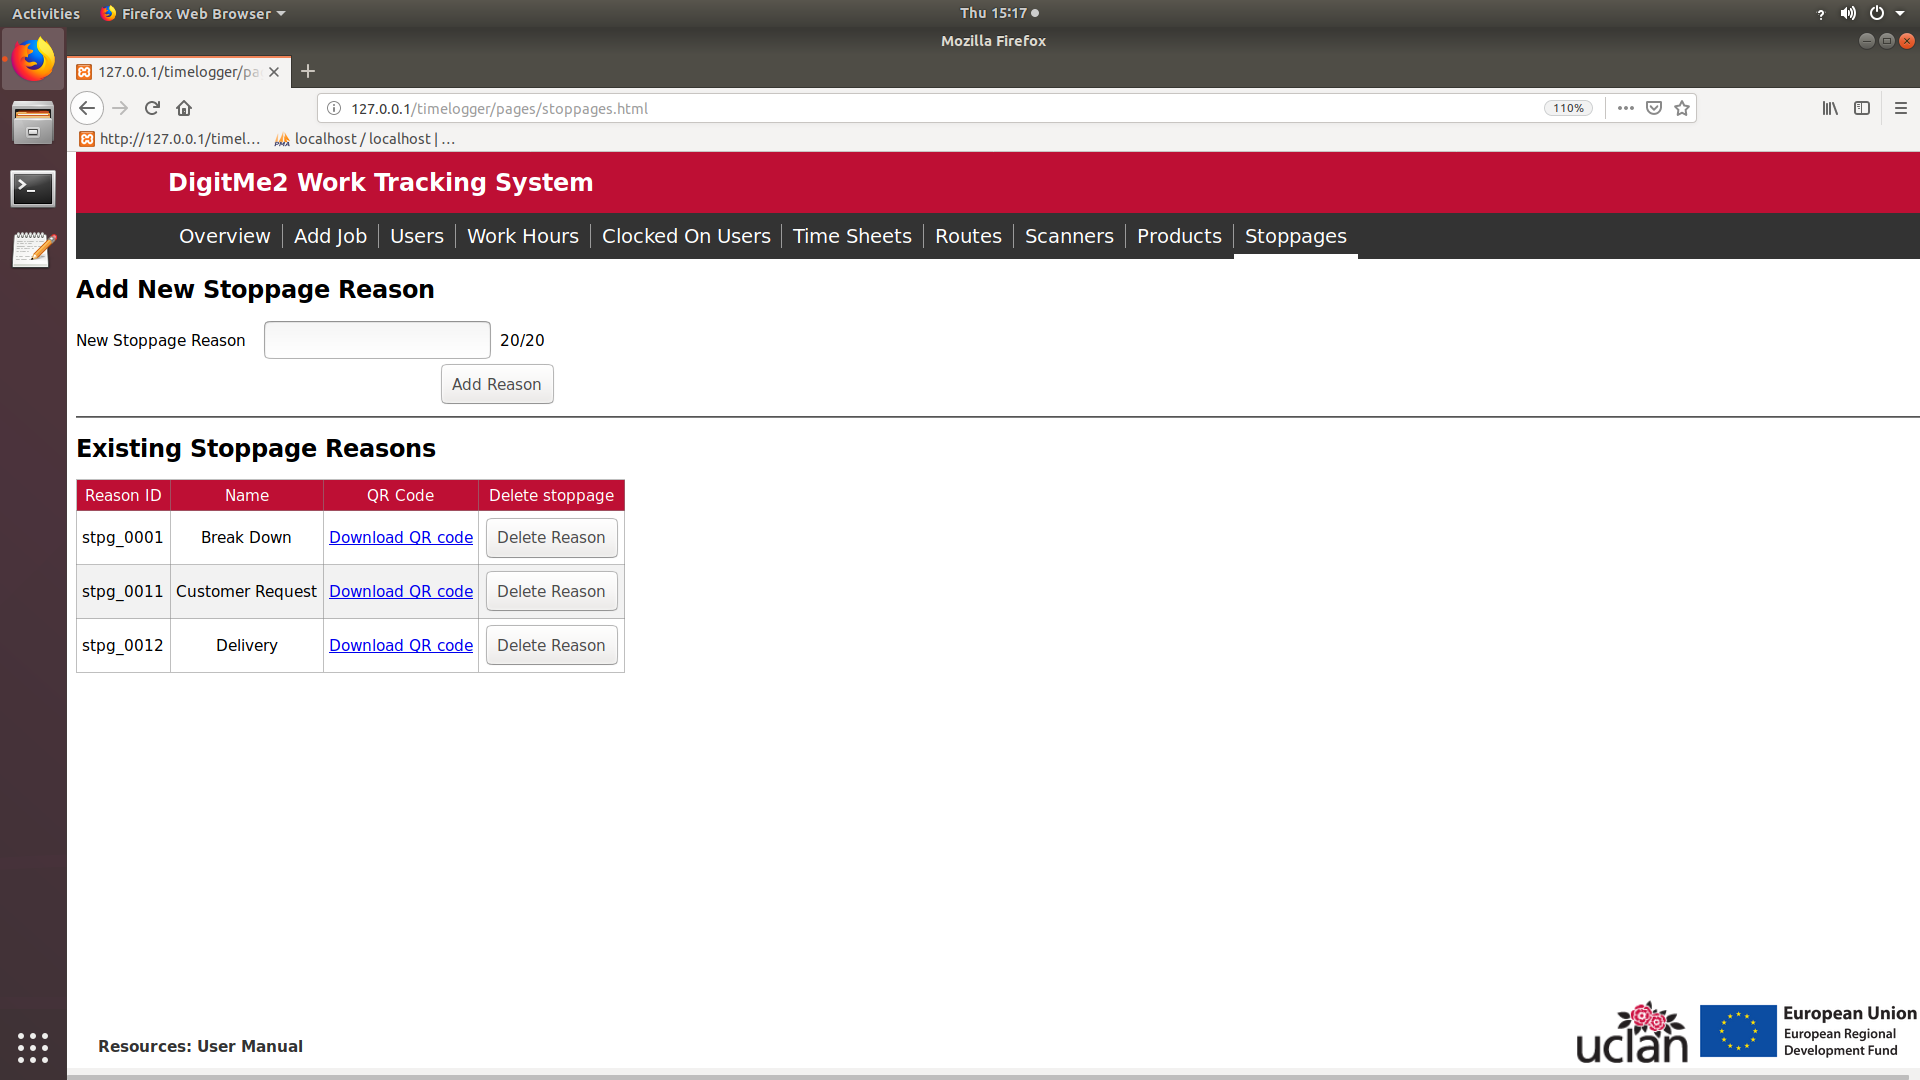 Activities Firefox Web Browser Thu 15:17 ?
Mozilla Firefox
127.0.0.1/timelogger/pa
127.0.0.1/timelogger/pages/stoppages.html 110%
http://127.0.0.1/timel… localhost / localhost | …
DigitMe2 Work Tracking System
Overview Add Job Users Work Hours Clocked On Users Time Sheets Routes Scanners Products Stoppages
Add New Stoppage Reason
New Stoppage Reason 20/20
Add Reason
Existing Stoppage Reasons
Reason ID Name QR Code Delete stoppage
stpg_0001 Break Down Download QR code Delete Reason
stpg_0011 Customer Request Download QR code Delete Reason
stpg_0012 Delivery Download QR code Delete Reason
Resources: User Manual
uclan
European Union
European Regional
Development Fund